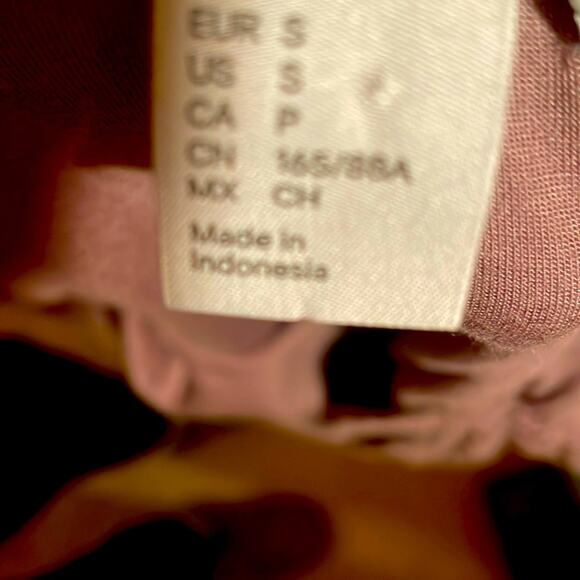 EUR S
US S
CA P
CN 165/88A
MX CH
Made in
Indonesia